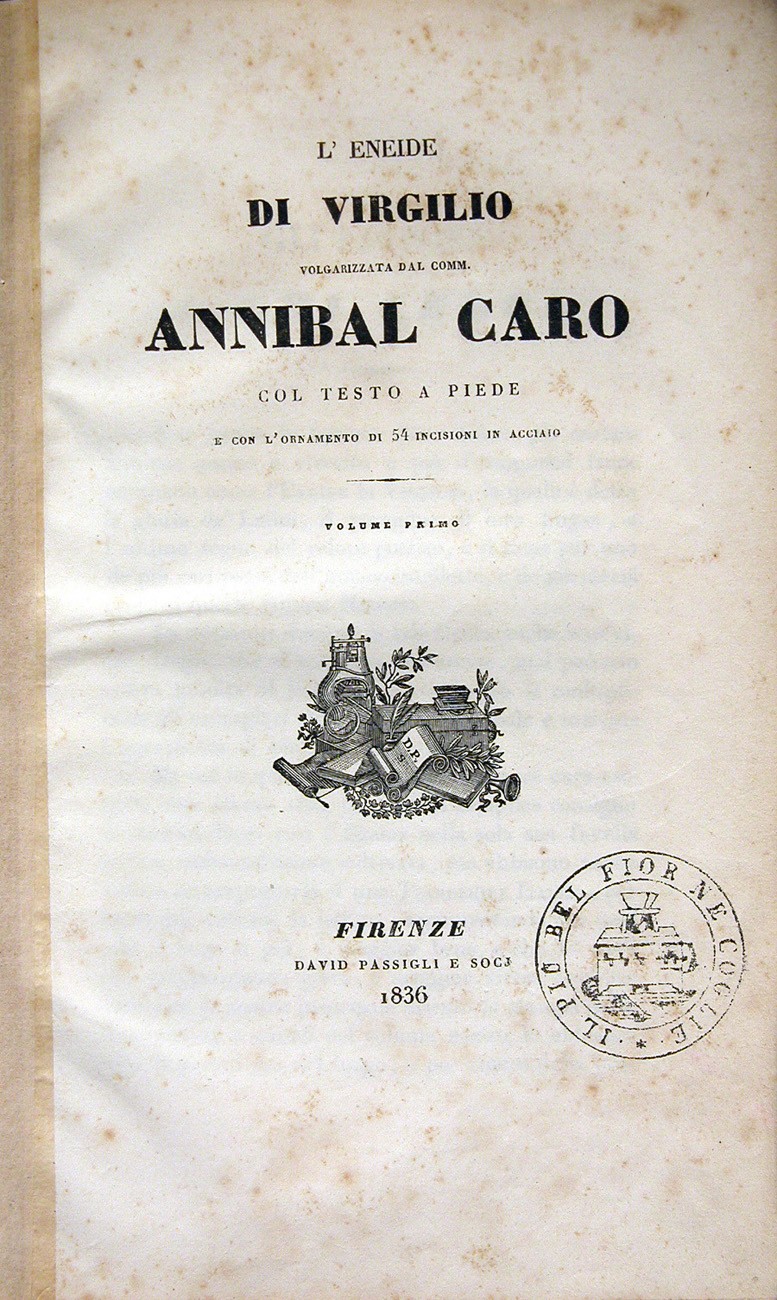 L' ENEIDE
DI VIRGILIO
VOLGARIZZATA DAL COMM.
ANNIBAL CARO
COL TESTO A PIEDE
E CON L'ORNAMENTO DI 54 INCISIONI IN ACCIAIO
VOLUME PRIMO
D. P.
S.
FIRENZE
DAVID PASSIGLI E SOCJ
1836
IL PIÙ BEL FIOR NE COGLIE *